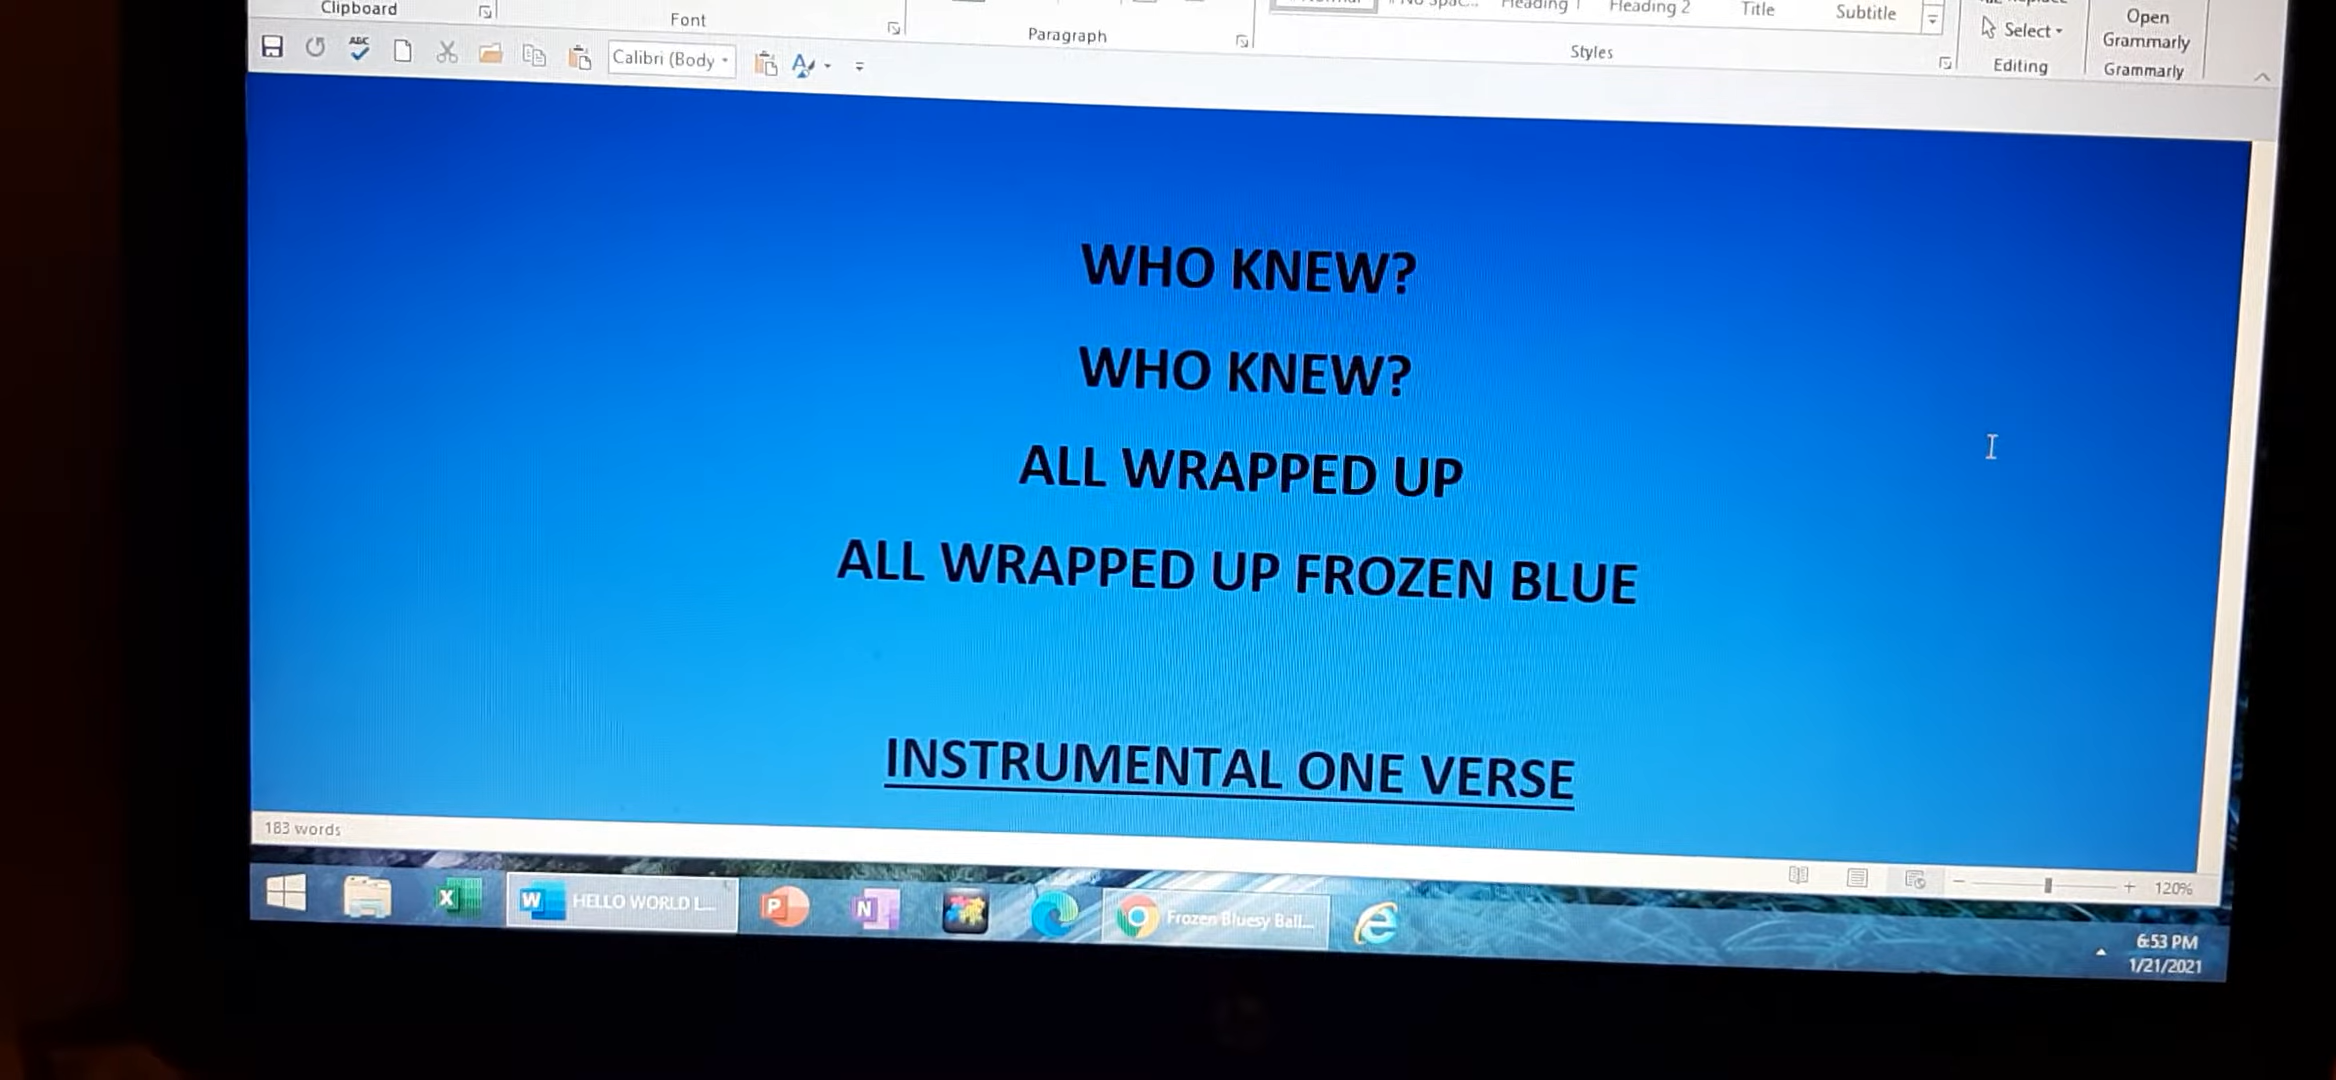 Clipboard
Font
Paragraph
Heading 1
Heading 2
Title
Subtitle
Styles
Select
Editing
Open
Grammarly
Grammarly
ABC
Calibri (Body
WHO KNEW?
WHO KNEW?
ALL WRAPPED UP
ALL WRAPPED UP FROZEN BLUE
INSTRUMENTAL ONE VERSE
183 words
120%
HELLO WORLD L...
Frozen Bluesy Ball...
6:53 PM
1/21/2021